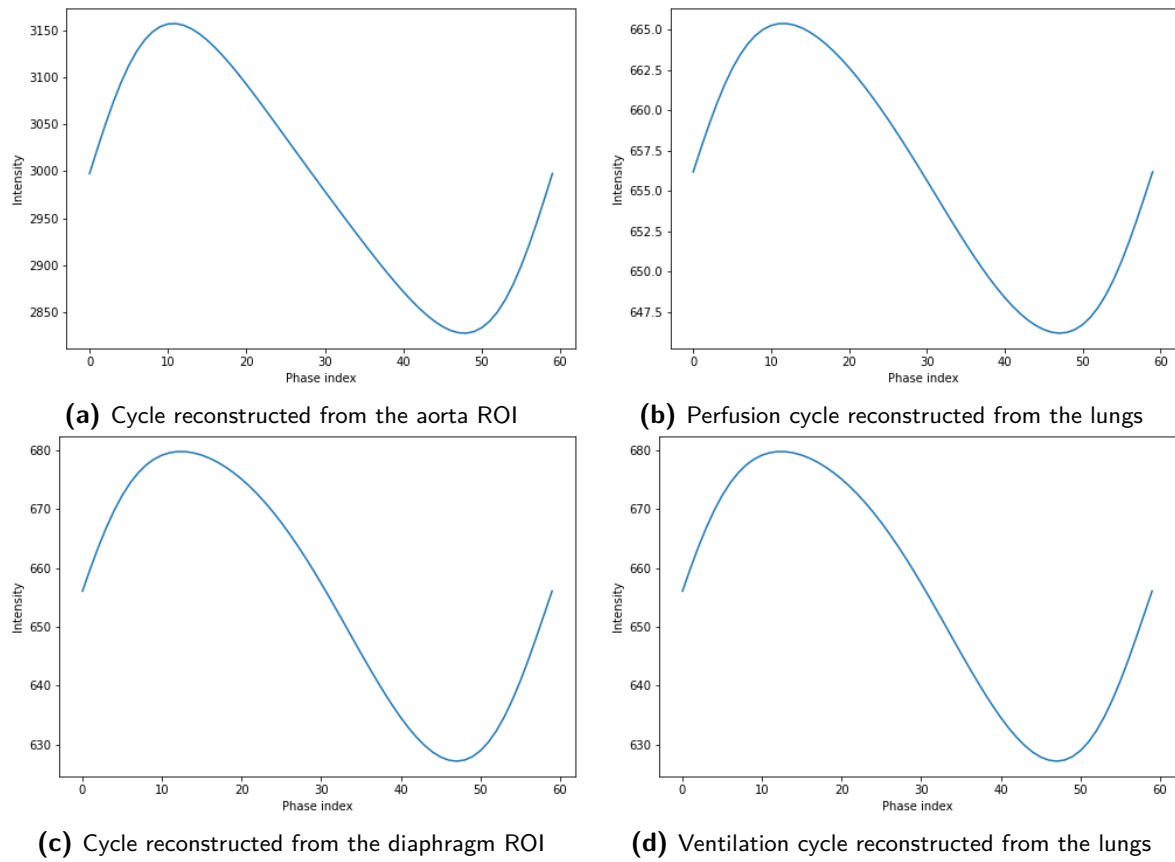 3150
3100
3050
3000
2950
2900
2850
Intensity
0 10 20 30 40 50 60
Phase index
(a) Cycle reconstructed from the aorta ROI
665.0
662.5
660.0
657.5
655.0
652.5
650.0
647.5
Intensity
0 10 20 30 40 50 60
Phase index
(b) Perfusion cycle reconstructed from the lungs
680
670
660
650
640
630
Intensity
0 10 20 30 40 50 60
Phase index
(c) Cycle reconstructed from the diaphragm ROI
680
670
660
650
640
630
Intensity
0 10 20 30 40 50 60
Phase index
(d) Ventilation cycle reconstructed from the lungs